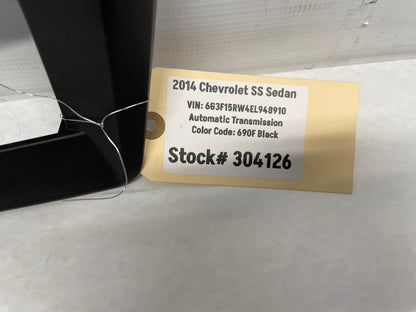 2014 Chevrolet SS Sedan
VIN: 6G3F15RW4EL948910
Automatic Transmission
Color Code: 690F Black
Stock# 304126